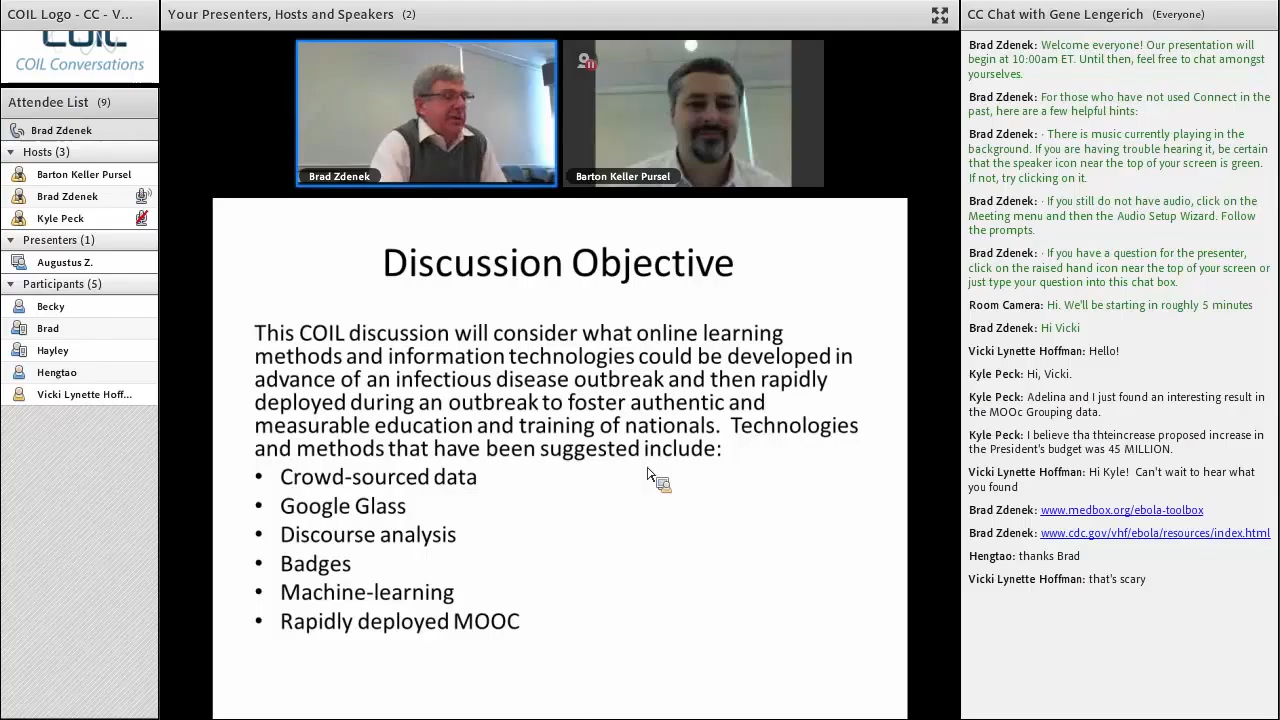 COIL Logo - CC - V...
COIL
COIL Conversations
Attendee List (9)
Brad Zdenek
Hosts (3)
Barton Keller Pursel
Brad Zdenek
Kyle Peck
Presenters (1)
Augustus Z.
Participants (5)
Becky
Brad
Hayley
Hengtao
Vicki Lynette Hoff...
Your Presenters, Hosts and Speakers (2)
Brad Zdenek
Barton Keller Pursel
Discussion Objective
This COIL discussion will consider what online learning
methods and information technologies could be developed in
advance of an infectious disease outbreak and then rapidly
deployed during an outbreak to foster authentic and
measurable education and training of nationals. Technologies
and methods that have been suggested include:
• Crowd-sourced data
• Google Glass
• Discourse analysis
• Badges
• Machine-learning
• Rapidly deployed MOOC
CC Chat with Gene Lengerich (Everyone)
Brad Zdenek: Welcome everyone! Our presentation will
begin at 10:00am ET. Until then, feel free to chat amongst
yourselves.
Brad Zdenek: For those who have not used Connect in the
past, here are a few helpful hints:
Brad Zdenek: · There is music currently playing in the
background. If you are having trouble hearing it, be certain
that the speaker icon near the top of your screen is green.
If not, try clicking on it.
Brad Zdenek: · If you still do not have audio, click on the
Meeting menu and then the Audio Setup Wizard. Follow
the prompts.
Brad Zdenek: · If you have a question for the presenter,
click on the raised hand icon near the top of your screen or
just type your question into this chat box.
Room Camera: Hi. We'll be starting in roughly 5 minutes
Brad Zdenek: Hi Vicki
Vicki Lynette Hoffman: Hello!
Kyle Peck: Hi, Vicki.
Kyle Peck: Adelina and I just found an interesting result in
the MOOc Grouping data.
Kyle Peck: I believe tha thteincrease proposed increase in
the President's budget was 45 MILLION.
Vicki Lynette Hoffman: Hi Kyle! Can't wait to hear what
you found
Brad Zdenek: www.medbox.org/ebola-toolbox
Brad Zdenek: www.cdc.gov/vhf/ebola/resources/index.html
Hengtao: thanks Brad
Vicki Lynette Hoffman: that's scary